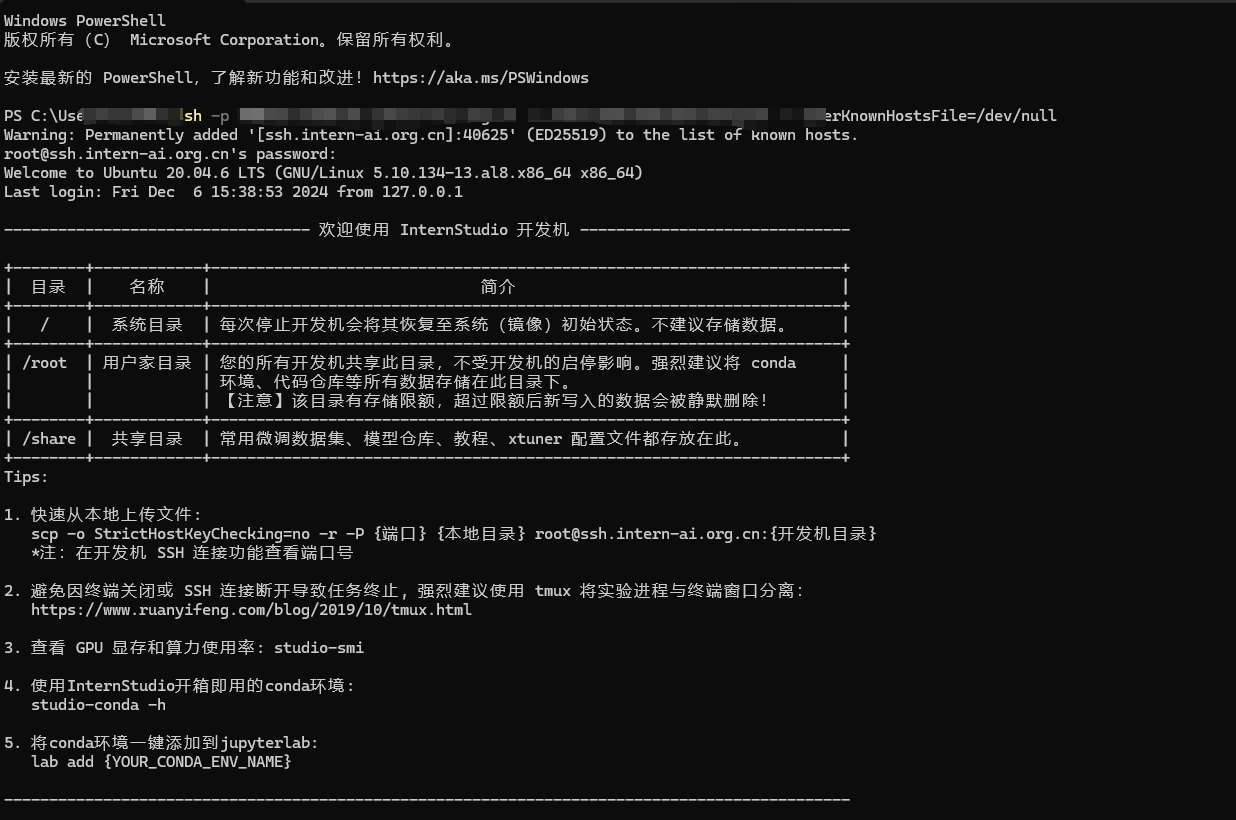 Windows PowerShell
版权所有 (C) Microsoft Corporation。保留所有权利。
安装最新的 PowerShell，了解新功能和改进！https://aka.ms/PSWindows
PS C:\Use sh -p erKnownHostsFile=/dev/null
Warning: Permanently added '[ssh.intern-ai.org.cn]:40625' (ED25519) to the list of known hosts.
root@ssh.intern-ai.org.cn's password:
Welcome to Ubuntu 20.04.6 LTS (GNU/Linux 5.10.134-13.al8.x86_64 x86_64)
Last login: Fri Dec  6 15:38:53 2024 from 127.0.0.1
---------------------------------- 欢迎使用 InternStudio 开发机 ------------------------------
+--------+------------+----------------------------------------------------------------------+
|  目录  |    名称    |                              简介                                    |
+--------+------------+----------------------------------------------------------------------+
|   /    |  系统目录  | 每次停止开发机会将其恢复至系统（镜像）初始状态。不建议存储数据。      |
+--------+------------+----------------------------------------------------------------------+
| /root  | 用户家目录 | 您的所有开发机共享此目录，不受开发机的启停影响。强烈建议将 conda     |
|        |            | 环境、代码仓库等所有数据存储在此目录下。                             |
|        |            | 【注意】该目录有存储限额，超过限额后新写入的数据会被静默删除！       |
+--------+------------+----------------------------------------------------------------------+
| /share |  共享目录  | 常用微调数据集、模型仓库、教程、xtuner 配置文件都存放在此。          |
+--------+------------+----------------------------------------------------------------------+
Tips:
1. 快速从本地上传文件：
scp -o StrictHostKeyChecking=no -r -P {端口} {本地目录} root@ssh.intern-ai.org.cn:{开发机目录}
*注：在开发机 SSH 连接功能查看端口号
2. 避免因终端关闭或 SSH 连接断开导致任务终止，强烈建议使用 tmux 将实验进程与终端窗口分离：
https://www.ruanyifeng.com/blog/2019/10/tmux.html
3. 查看 GPU 显存和算力使用率：studio-smi
4. 使用InternStudio开箱即用的conda环境：
studio-conda -h
5. 将conda环境一键添加到jupyterlab：
lab add {YOUR_CONDA_ENV_NAME}
----------------------------------------------------------------------------------------------